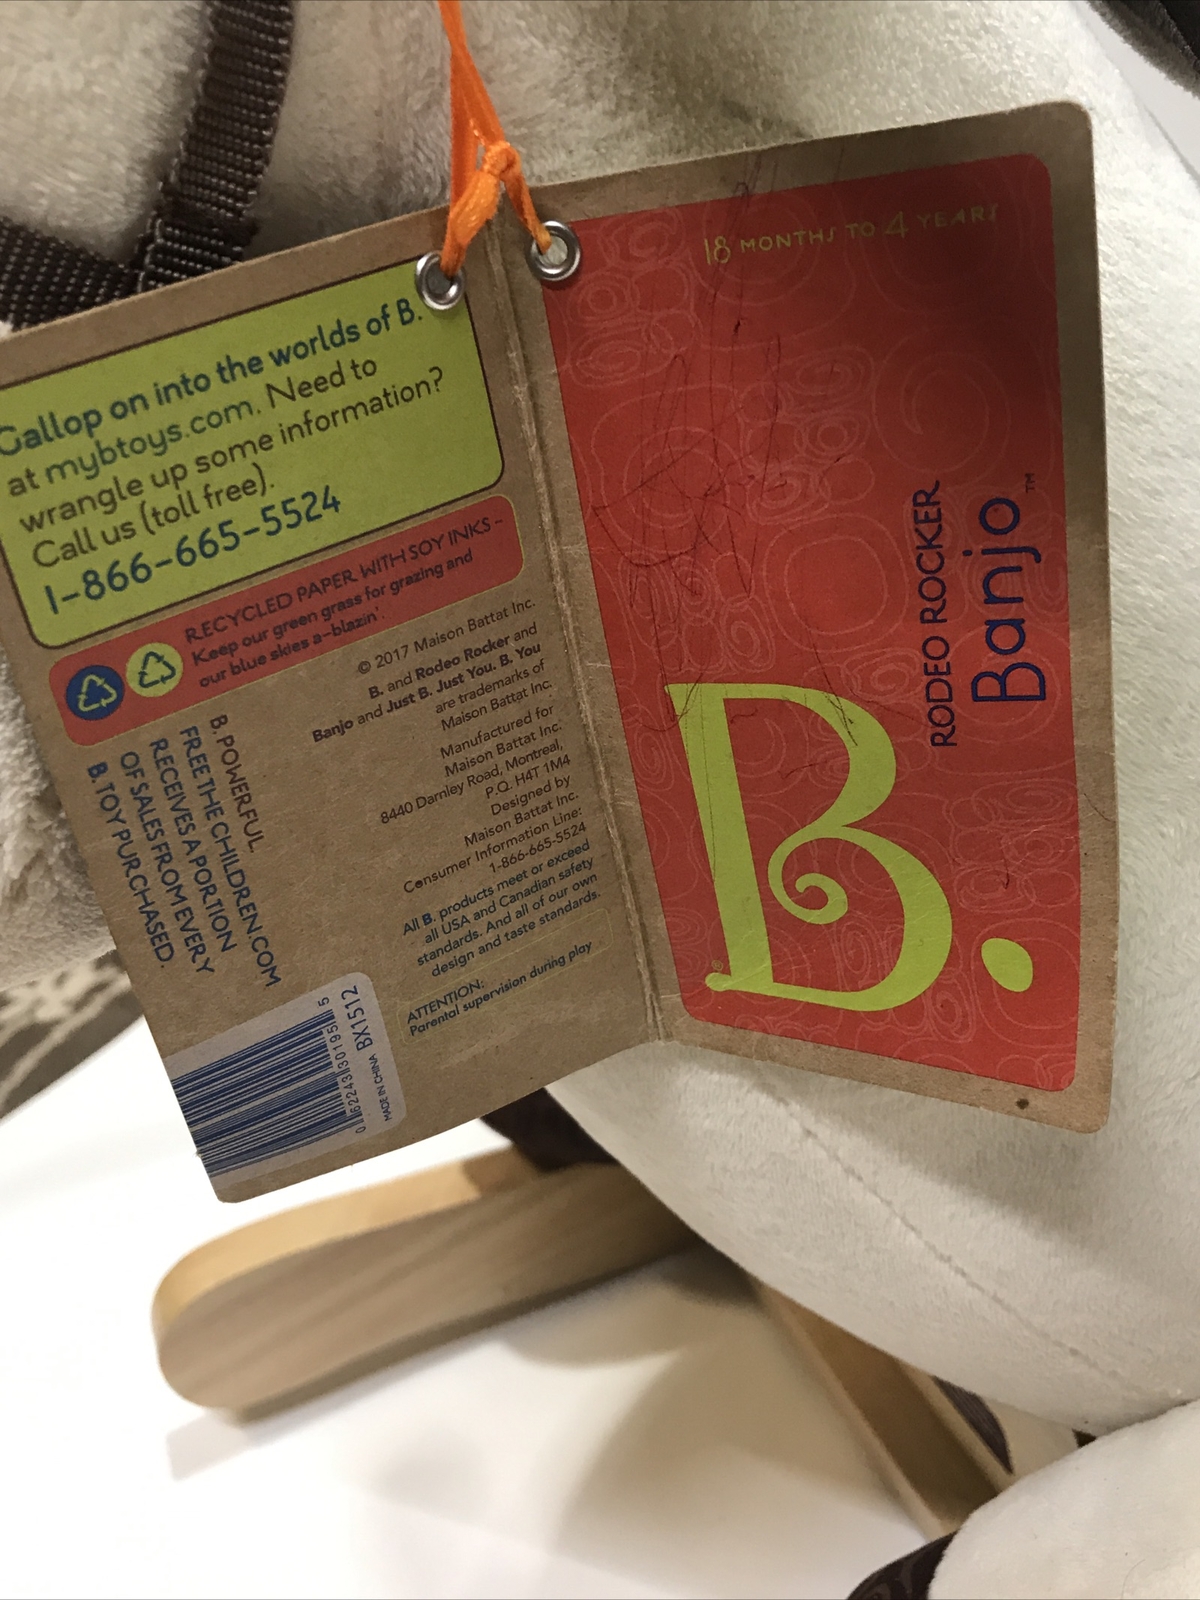 Gallop on into the worlds of B.
at mybtoys.com. Need to
wrangle up some information?
Call us (toll free).
1-866-665-5524
RECYCLED PAPER WITH SOY INKS -
Keep our green grass for grazing and
our blue skies a-blazin'.
© 2017 Maison Battat Inc.
B. and Rodeo Rocker and
Banjo and Just B. Just You. B. You
are trademarks of
Maison Battat Inc.
Manufactured for
Maison Battat Inc.
8440 Darnley Road, Montreal,
P.Q. H4T 1M4
Designed by
Maison Battat Inc.
Consumer Information Line:
1-866-665-5524
All B. products meet or exceed
all USA and Canadian safety
standards. And all of our own
design and taste standards.
ATTENTION:
Parental supervision during play
B. POWERFUL
FREETHECHILDREN.COM
RECEIVES A PORTION
OF SALES FROM EVERY
B. TOY PURCHASED.
0 62243 30195 5
MADE IN CHINA BX1512
18 MONTHS TO 4 YEARS
RODEO ROCKER
Banjo™
B.®